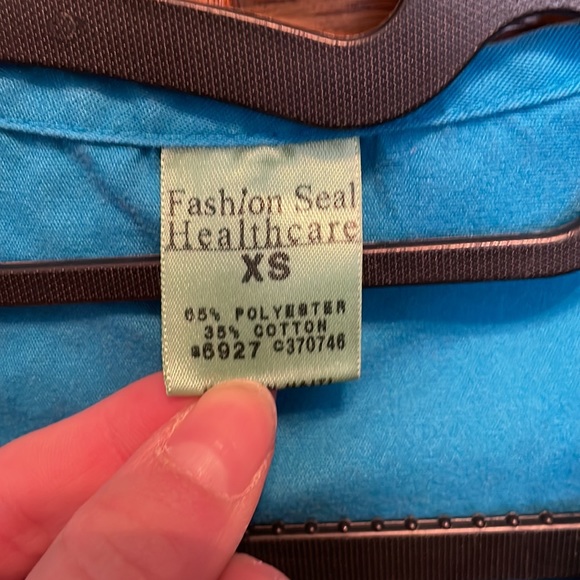 Fashion Seal
Healthcare
XS
65% POLYESTER
35% COTTON
6927 C370746